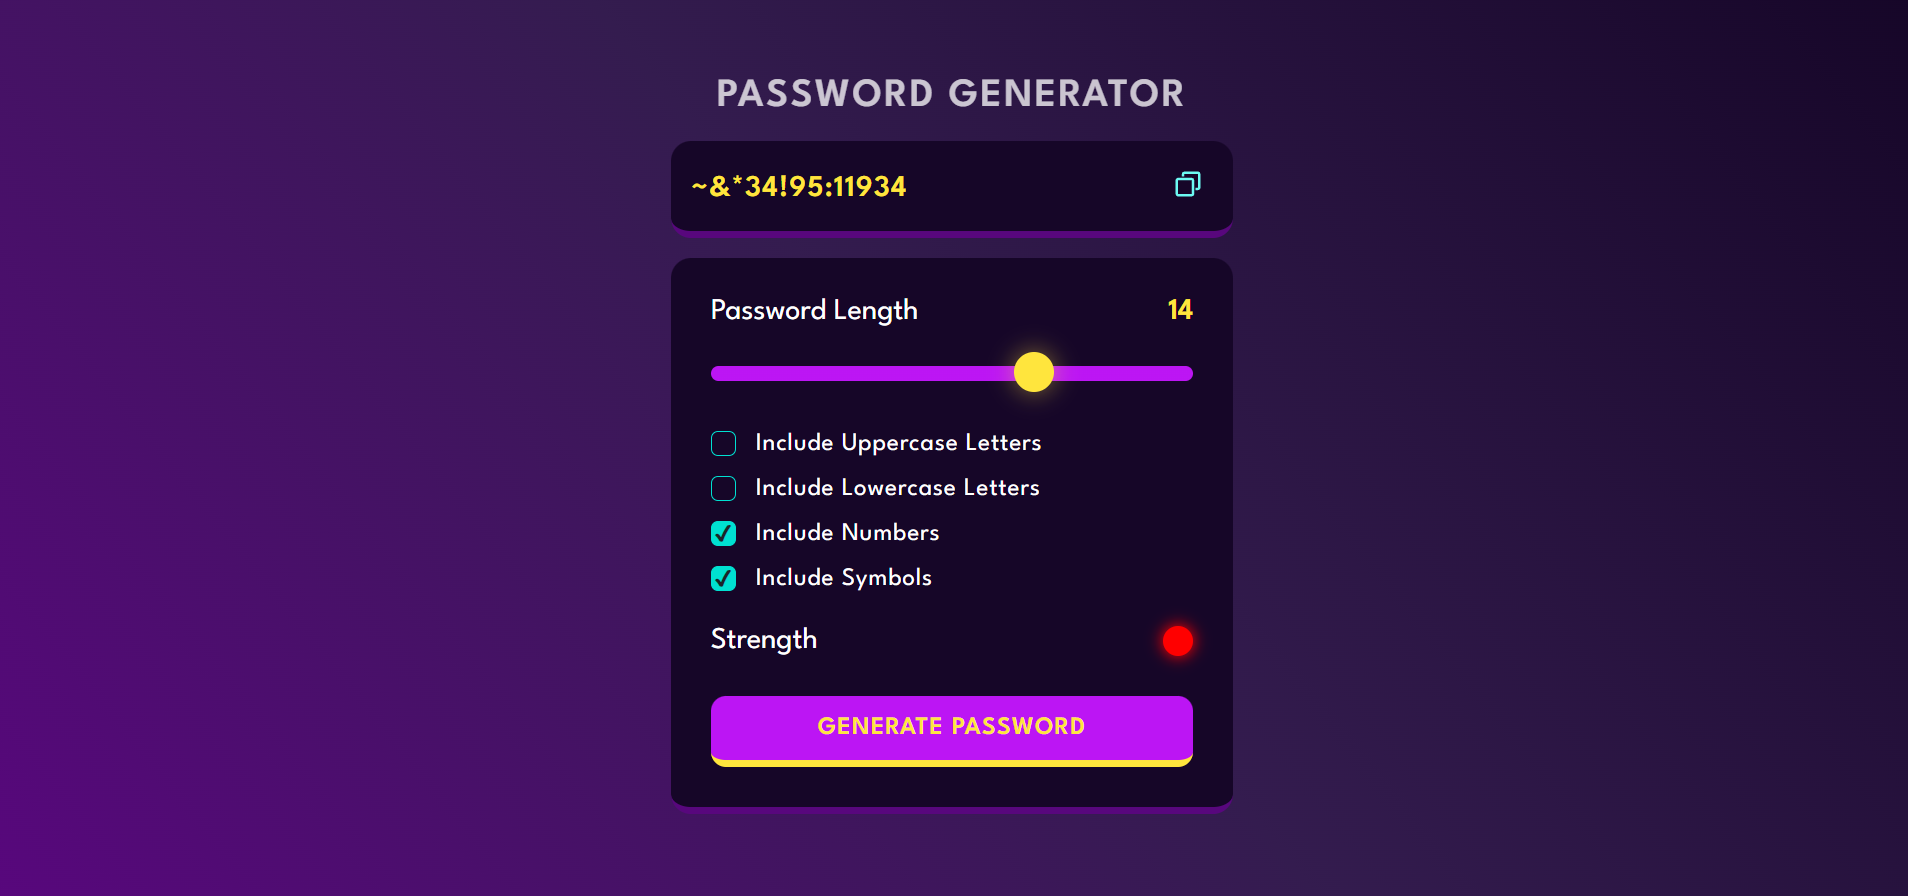 PASSWORD GENERATOR
~&*34!95:11934
Password Length 14
Include Uppercase Letters
Include Lowercase Letters
Include Numbers
Include Symbols
Strength
GENERATE PASSWORD